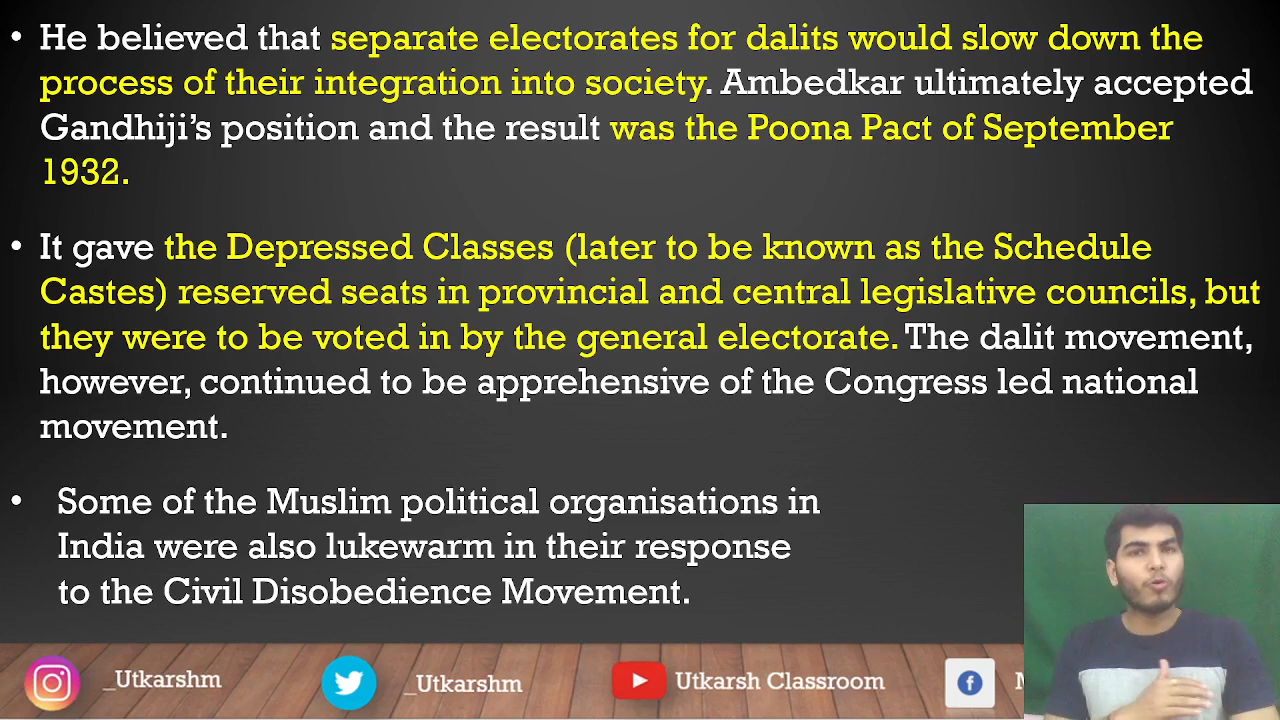 • He believed that separate electorates for dalits would slow down the
process of their integration into society. Ambedkar ultimately accepted
Gandhiji’s position and the result was the Poona Pact of September
1932.
• It gave the Depressed Classes (later to be known as the Schedule
Castes) reserved seats in provincial and central legislative councils, but
they were to be voted in by the general electorate. The dalit movement,
however, continued to be apprehensive of the Congress led national
movement.
• Some of the Muslim political organisations in
India were also lukewarm in their response
to the Civil Disobedience Movement.
_Utkarshm _Utkarshm Utkarsh Classroom